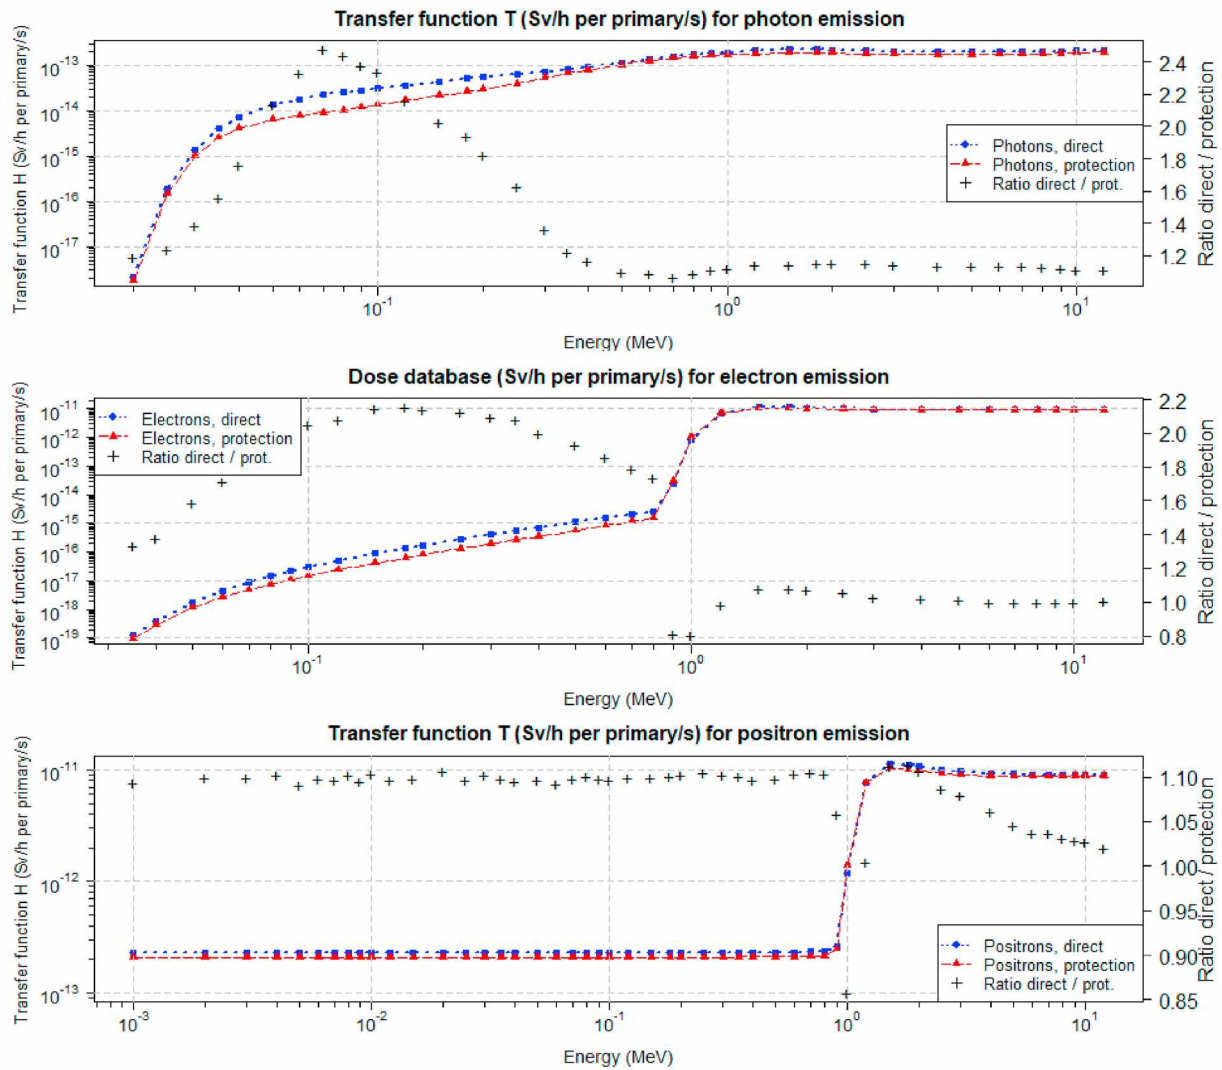 Transfer function T (Sv/h per primary/s) for photon emission
Transfer function H (Sv/h per primary/s)
10⁻¹³
10⁻¹⁴
10⁻¹⁵
10⁻¹⁶
10⁻¹⁷
Photons, direct
Photons, protection
Ratio direct / prot.
2.4
2.2
2.0
1.8
1.6
1.4
1.2
Ratio direct / protection
10⁻¹ 10⁰ 10¹
Energy (MeV)
Dose database (Sv/h per primary/s) for electron emission
Transfer function H (Sv/h per primary/s)
10⁻¹¹
10⁻¹²
10⁻¹³
10⁻¹⁴
10⁻¹⁵
10⁻¹⁶
10⁻¹⁷
10⁻¹⁸
10⁻¹⁹
Electrons, direct
Electrons, protection
Ratio direct / prot.
2.2
2.0
1.8
1.6
1.4
1.2
1.0
0.8
Ratio direct / protection
10⁻¹ 10⁰ 10¹
Energy (MeV)
Transfer function T (Sv/h per primary/s) for positron emission
Transfer function H (Sv/h per primary/s)
10⁻¹¹
10⁻¹²
10⁻¹³
Positrons, direct
Positrons, protection
Ratio direct / prot.
1.10
1.05
1.00
0.95
0.90
0.85
Ratio direct / protection
10⁻³ 10⁻² 10⁻¹ 10⁰ 10¹
Energy (MeV)